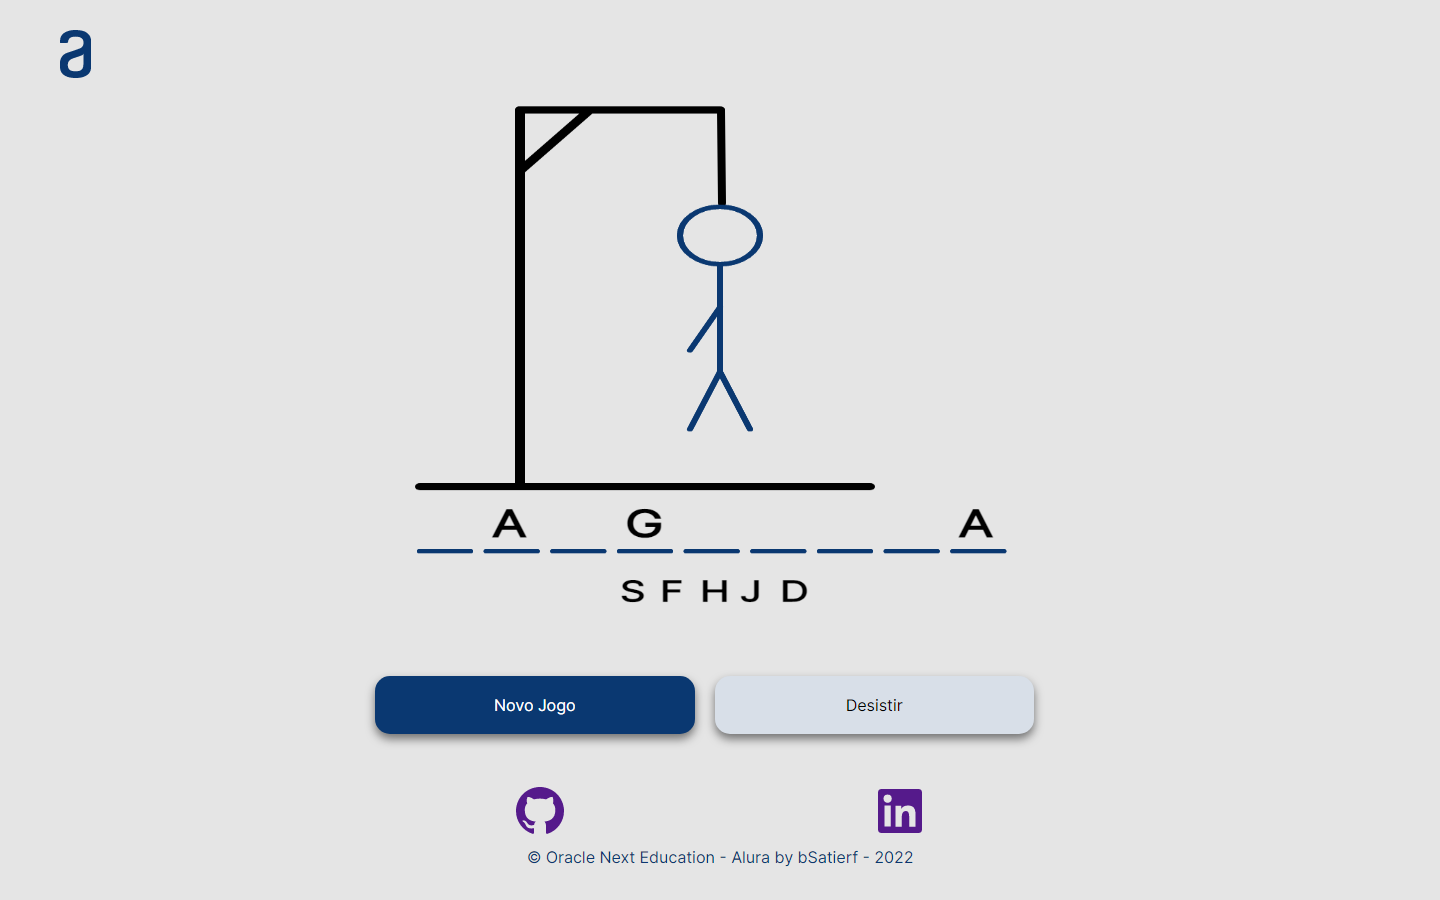 a
A G A
S F H J D
Novo Jogo Desistir
in
© Oracle Next Education - Alura by bSatierf - 2022